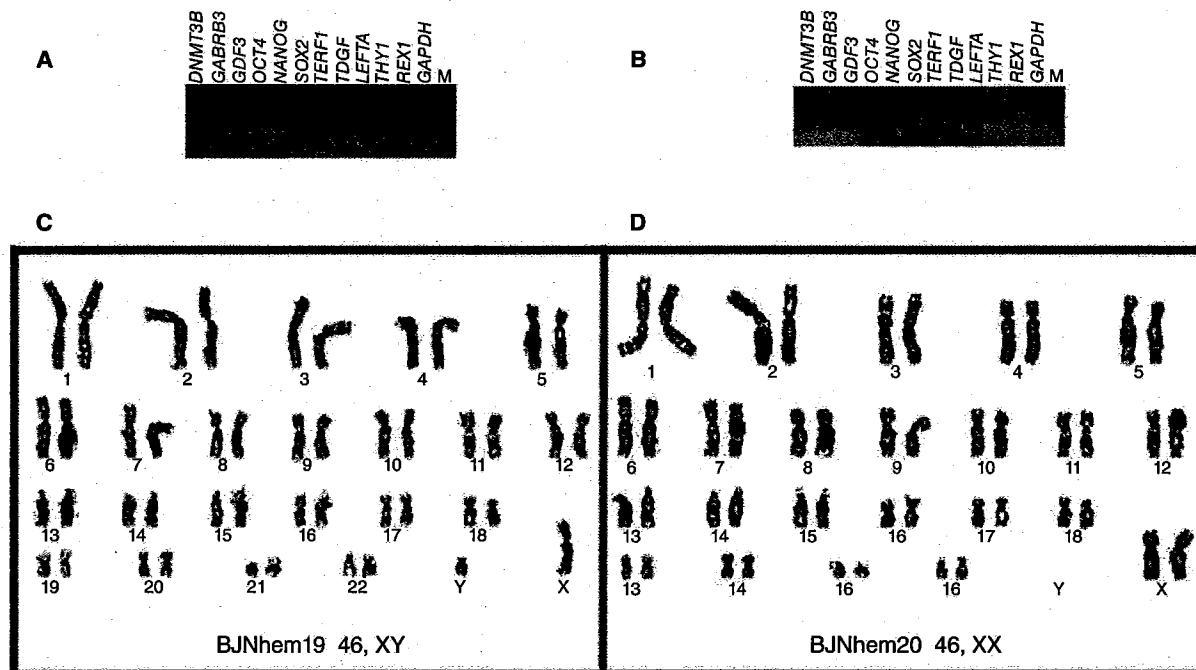 A
DNMT3B GABRB3 GDF3 OCT4 NANOG SOX2 TERF1 TDGF LEFTA THY1 REX1 GAPDH M
B
DNMT3B GABRB3 GDF3 OCT4 NANOG SOX2 TERF1 TDGF LEFTA THY1 REX1 GAPDH M
C
1 2 3 4 5
6 7 8 9 10 11 12
13 14 15 16 17 18
19 20 21 22 Y X
BJNhem19 46, XY
D
1 2 3 4 5
6 7 8 9 10 11 12
13 14 15 16 17 18
13 14 16 16 Y X
BJNhem20 46, XX